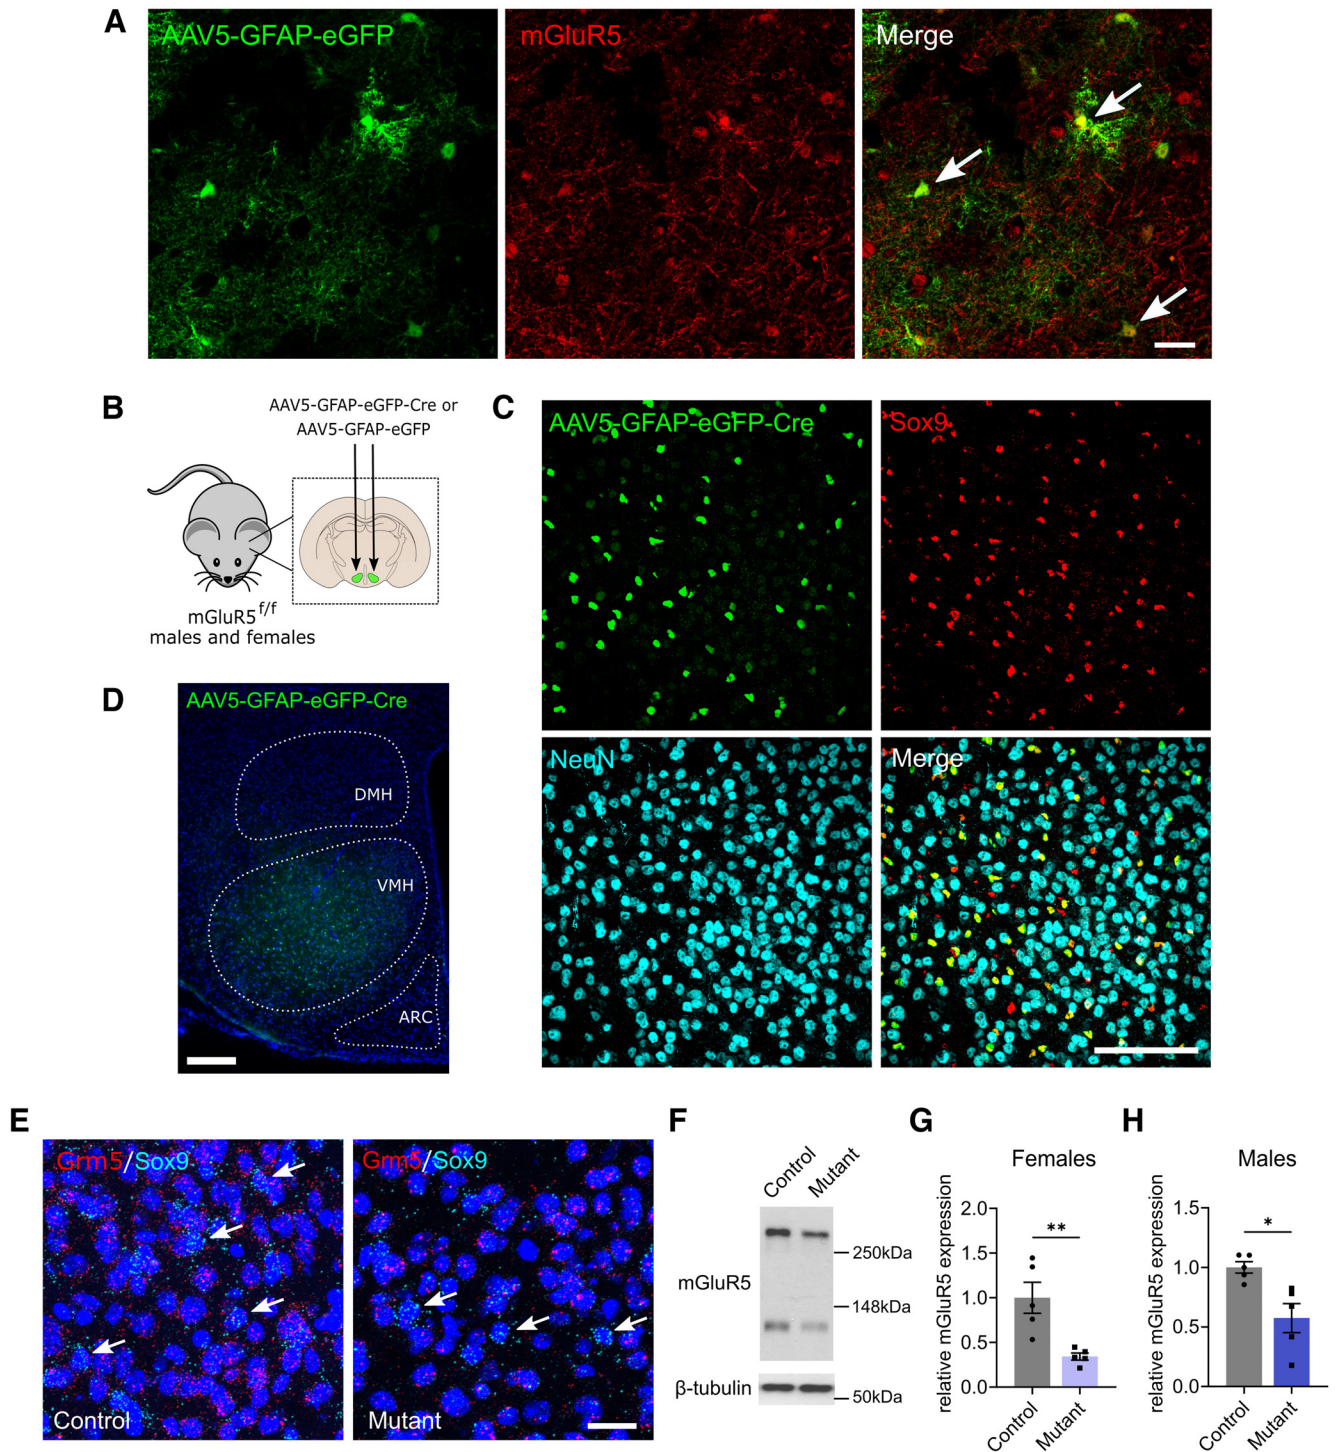 A
AAV5-GFAP-eGFP
mGluR5
Merge
B
AAV5-GFAP-eGFP-Cre or
AAV5-GFAP-eGFP
mGluR5f/f
males and females
C
AAV5-GFAP-eGFP-Cre
Sox9
NeuN
Merge
D
AAV5-GFAP-eGFP-Cre
DMH
VMH
ARC
E
Grm5/Sox9
Control
Grm5/Sox9
Mutant
F
Control
Mutant
mGluR5
250kDa
148kDa
β-tubulin
50kDa
G
Females
relative mGluR5 expression
2.0
1.5
1.0
0.5
0.0
**
Control
Mutant
H
Males
relative mGluR5 expression
1.5
1.0
0.5
0.0
*
Control
Mutant